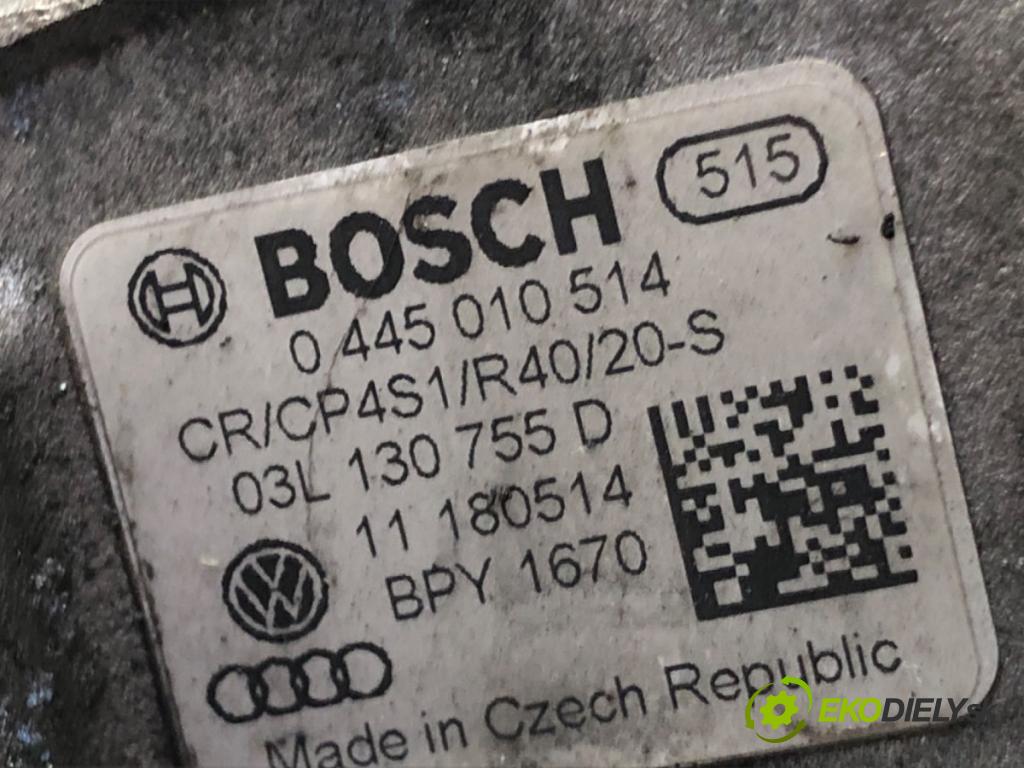 BOSCH 515
0 445 010 514
CR/CP4S1/R40/20-S
03L 130 755 D
11 180514
BPY 1670
Made in Czech Republic
EKODIELY